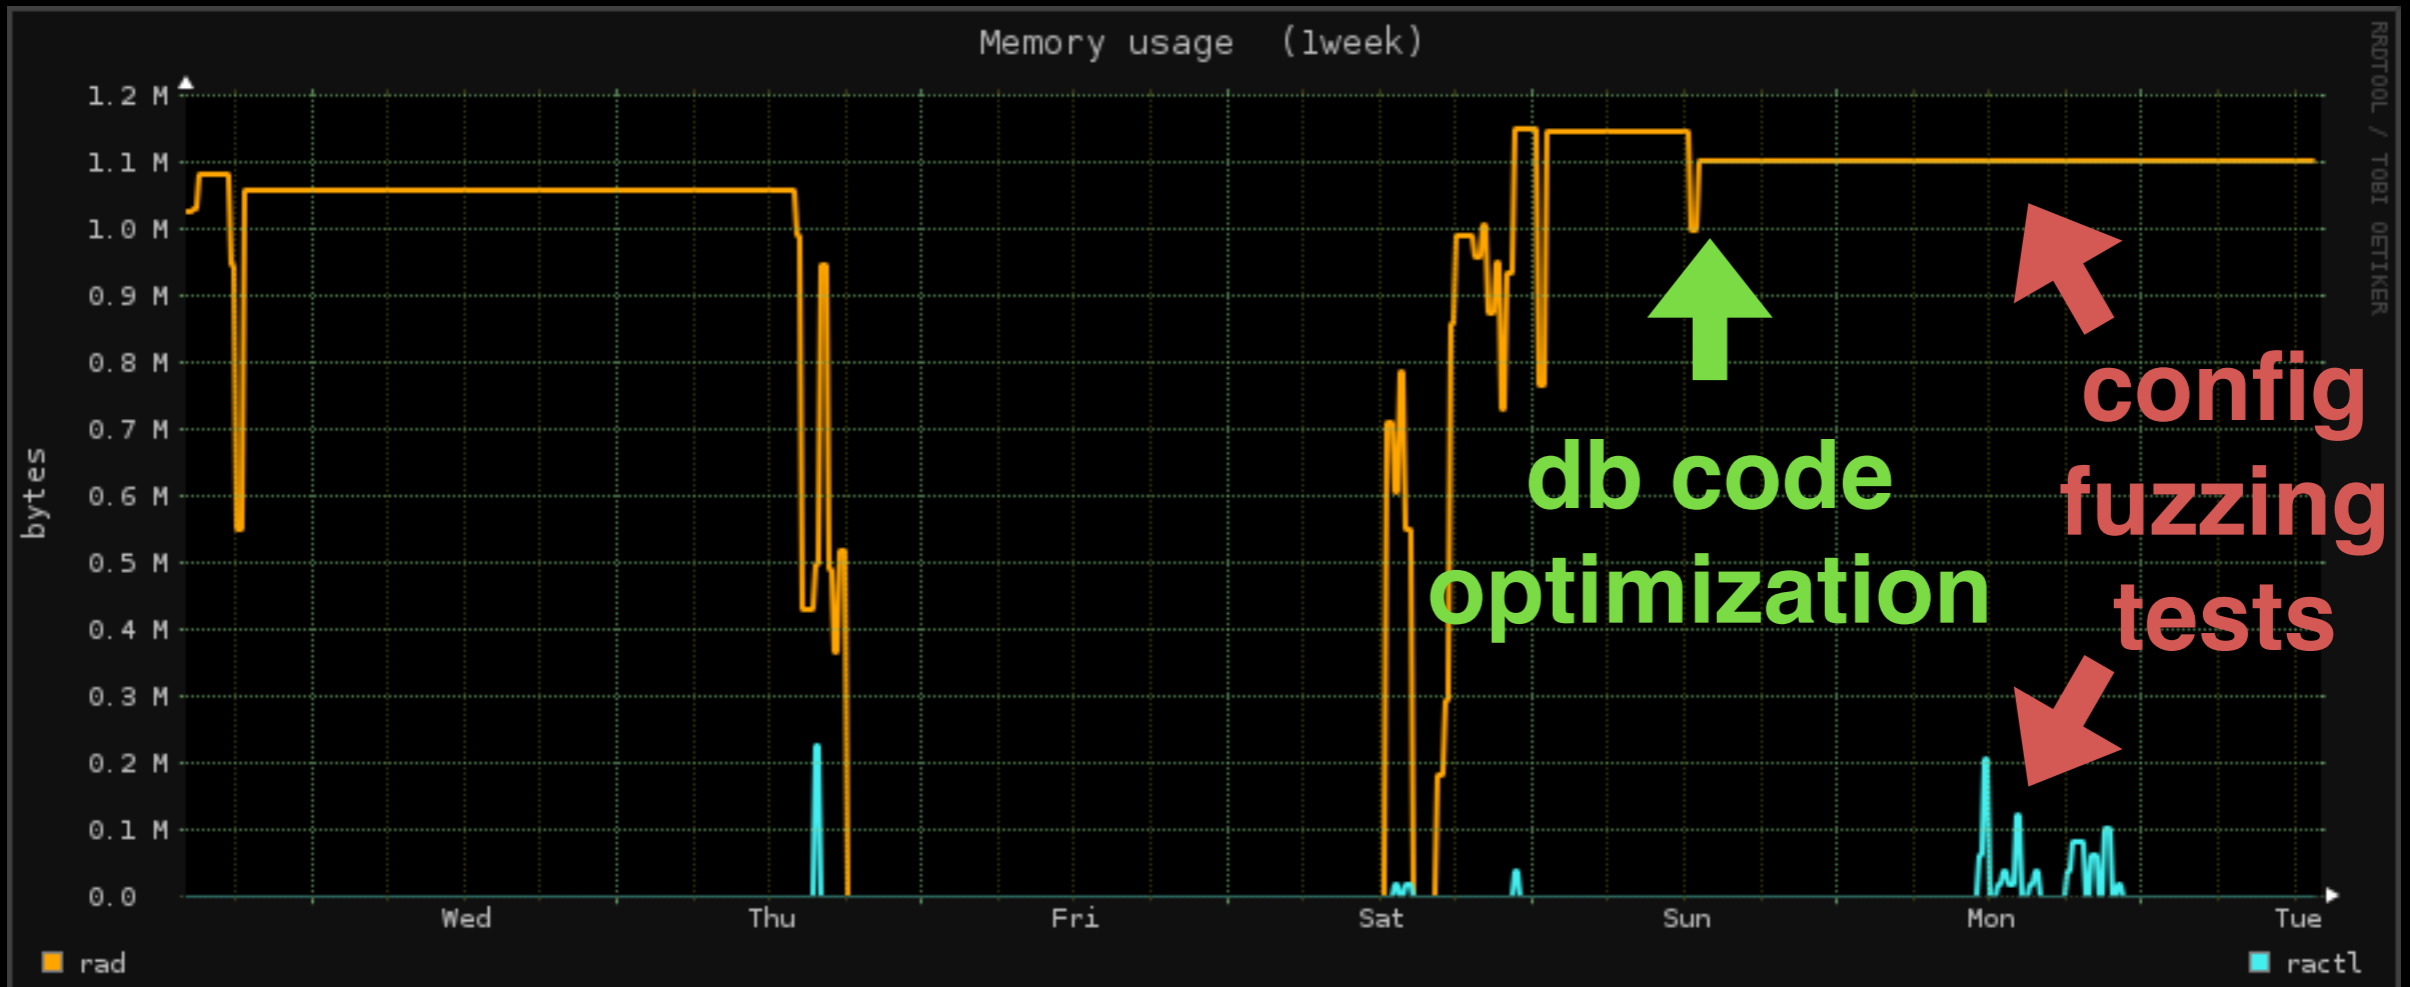 Memory usage  (1week)
RRDTOOL / TOBI OETIKER
bytes
1.2 M
1.1 M
1.0 M
0.9 M
0.8 M
0.7 M
0.6 M
0.5 M
0.4 M
0.3 M
0.2 M
0.1 M
0.0
db code
optimization
config
fuzzing
tests
Wed Thu Fri Sat Sun Mon Tue
rad ractl